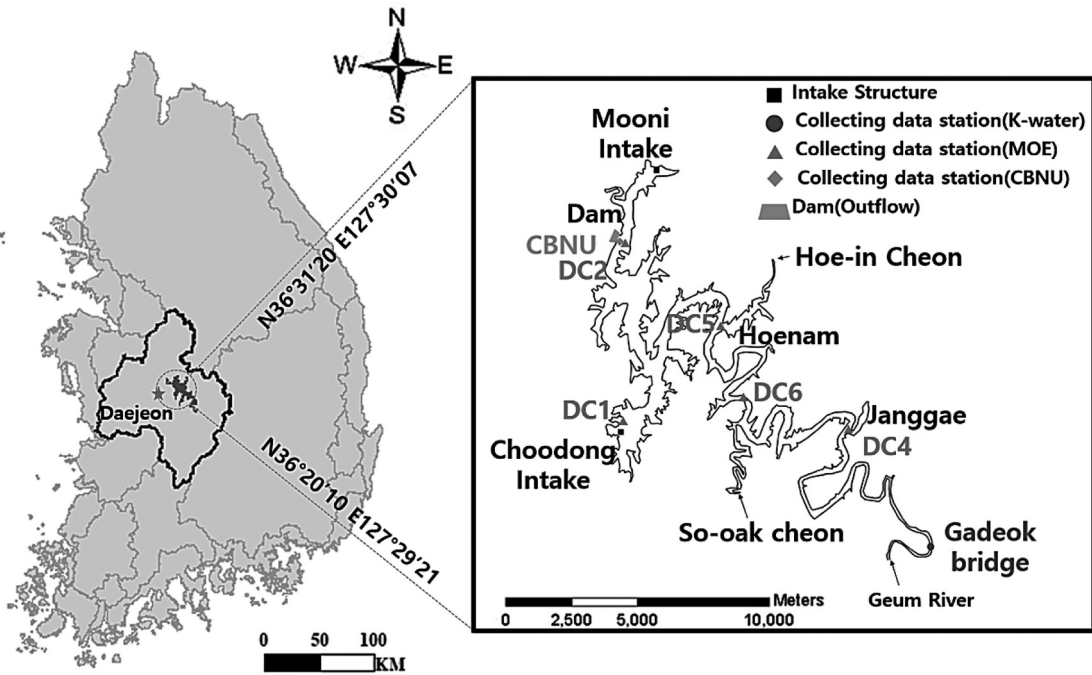 N
W E
S
N36°31'20 E127°30'07
N36°20'10 E127°29'21
Daejeon
0 50 100
KM
Intake Structure
Collecting data station(K-water)
Collecting data station(MOE)
Collecting data station(CBNU)
Dam(Outflow)
Mooni
Intake
Dam
CBNU
DC2
Hoe-in Cheon
DC5
Hoenam
DC6
DC1
Choodong
Intake
Janggae
DC4
So-oak cheon
Gadeok
bridge
Geum River
Meters
0 2,500 5,000 10,000